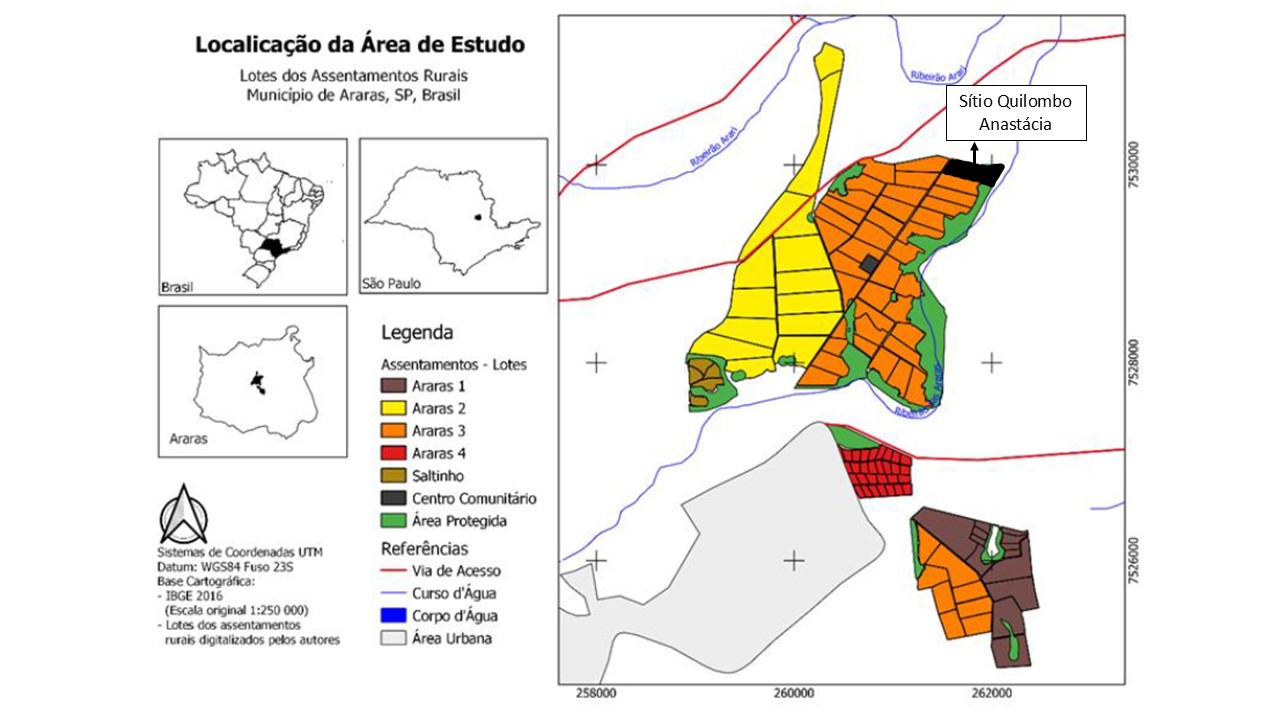 Localicação da Área de Estudo
Lotes dos Assentamentos Rurais
Município de Araras, SP, Brasil
Brasil
São Paulo
Araras
Legenda
Assentamentos - Lotes
Araras 1
Araras 2
Araras 3
Araras 4
Saltinho
Centro Comunitário
Área Protegida
Referências
Via de Acesso
Curso d'Água
Corpo d'Água
Área Urbana
Sistemas de Coordenadas UTM
Datum: WGS84 Fuso 23S
Base Cartográfica:
- IBGE 2016
(Escala original 1:250 000)
- Lotes dos assentamentos
rurais digitalizados pelos autores
Ribeirão Arari
Ribeirão Arari
Sítio Quilombo
Anastácia
Ribeirão
7530000
7528000
7526000
258000
260000
262000